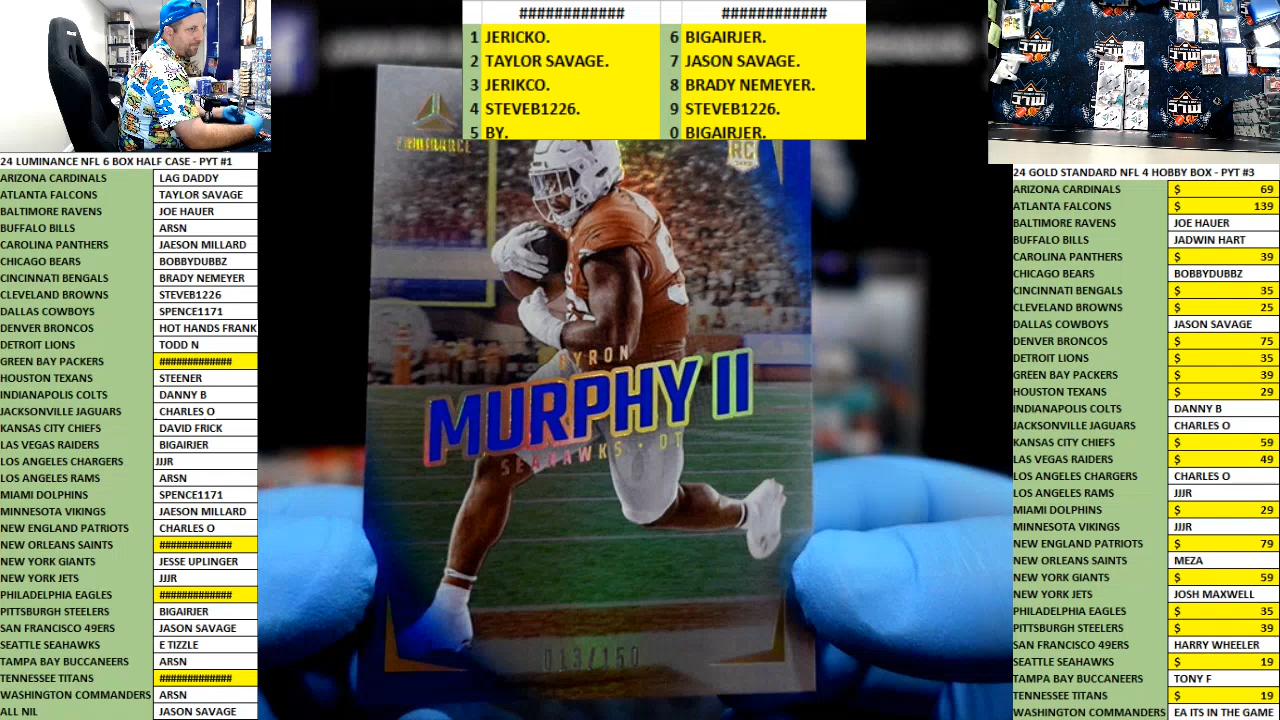 ############ ############
1 JERICKO. 6 BIGAIRJER.
2 TAYLOR SAVAGE. 7 JASON SAVAGE.
3 JERIKCO. 8 BRADY NEMEYER.
4 STEVEB1226. 9 STEVEB1226.
5 BY. 0 BIGAIRJER.
24 LUMINANCE NFL 6 BOX HALF CASE - PYT #1
ARIZONA CARDINALS LAG DADDY
ATLANTA FALCONS TAYLOR SAVAGE
BALTIMORE RAVENS JOE HAUER
BUFFALO BILLS ARSN
CAROLINA PANTHERS JAESON MILLARD
CHICAGO BEARS BOBBYDUBBZ
CINCINNATI BENGALS BRADY NEMEYER
CLEVELAND BROWNS STEVEB1226
DALLAS COWBOYS SPENCE1171
DENVER BRONCOS HOT HANDS FRANK
DETROIT LIONS TODD N
GREEN BAY PACKERS #############
HOUSTON TEXANS STEENER
INDIANAPOLIS COLTS DANNY B
JACKSONVILLE JAGUARS CHARLES O
KANSAS CITY CHIEFS DAVID FRICK
LAS VEGAS RAIDERS BIGAIRJER
LOS ANGELES CHARGERS JJJR
LOS ANGELES RAMS ARSN
MIAMI DOLPHINS SPENCE1171
MINNESOTA VIKINGS JAESON MILLARD
NEW ENGLAND PATRIOTS CHARLES O
NEW ORLEANS SAINTS #############
NEW YORK GIANTS JESSE UPLINGER
NEW YORK JETS JJJR
PHILADELPHIA EAGLES #############
PITTSBURGH STEELERS BIGAIRJER
SAN FRANCISCO 49ERS JASON SAVAGE
SEATTLE SEAHAWKS E TIZZLE
TAMPA BAY BUCCANEERS ARSN
TENNESSEE TITANS #############
WASHINGTON COMMANDERS ARSN
ALL NIL JASON SAVAGE
LUMINANCE
RC
BYRON
MURPHY II
SEAHAWKS • DT
013/150
24 GOLD STANDARD NFL 4 HOBBY BOX - PYT #3
ARIZONA CARDINALS $ 69
ATLANTA FALCONS $ 139
BALTIMORE RAVENS JOE HAUER
BUFFALO BILLS JADWIN HART
CAROLINA PANTHERS $ 39
CHICAGO BEARS BOBBYDUBBZ
CINCINNATI BENGALS $ 35
CLEVELAND BROWNS $ 25
DALLAS COWBOYS JASON SAVAGE
DENVER BRONCOS $ 75
DETROIT LIONS $ 35
GREEN BAY PACKERS $ 39
HOUSTON TEXANS $ 29
INDIANAPOLIS COLTS DANNY B
JACKSONVILLE JAGUARS CHARLES O
KANSAS CITY CHIEFS $ 59
LAS VEGAS RAIDERS $ 49
LOS ANGELES CHARGERS CHARLES O
LOS ANGELES RAMS JJJR
MIAMI DOLPHINS $ 29
MINNESOTA VIKINGS JJJR
NEW ENGLAND PATRIOTS $ 79
NEW ORLEANS SAINTS MEZA
NEW YORK GIANTS $ 59
NEW YORK JETS JOSH MAXWELL
PHILADELPHIA EAGLES $ 35
PITTSBURGH STEELERS $ 39
SAN FRANCISCO 49ERS HARRY WHEELER
SEATTLE SEAHAWKS $ 19
TAMPA BAY BUCCANEERS TONY F
TENNESSEE TITANS $ 19
WASHINGTON COMMANDERS EA ITS IN THE GAME